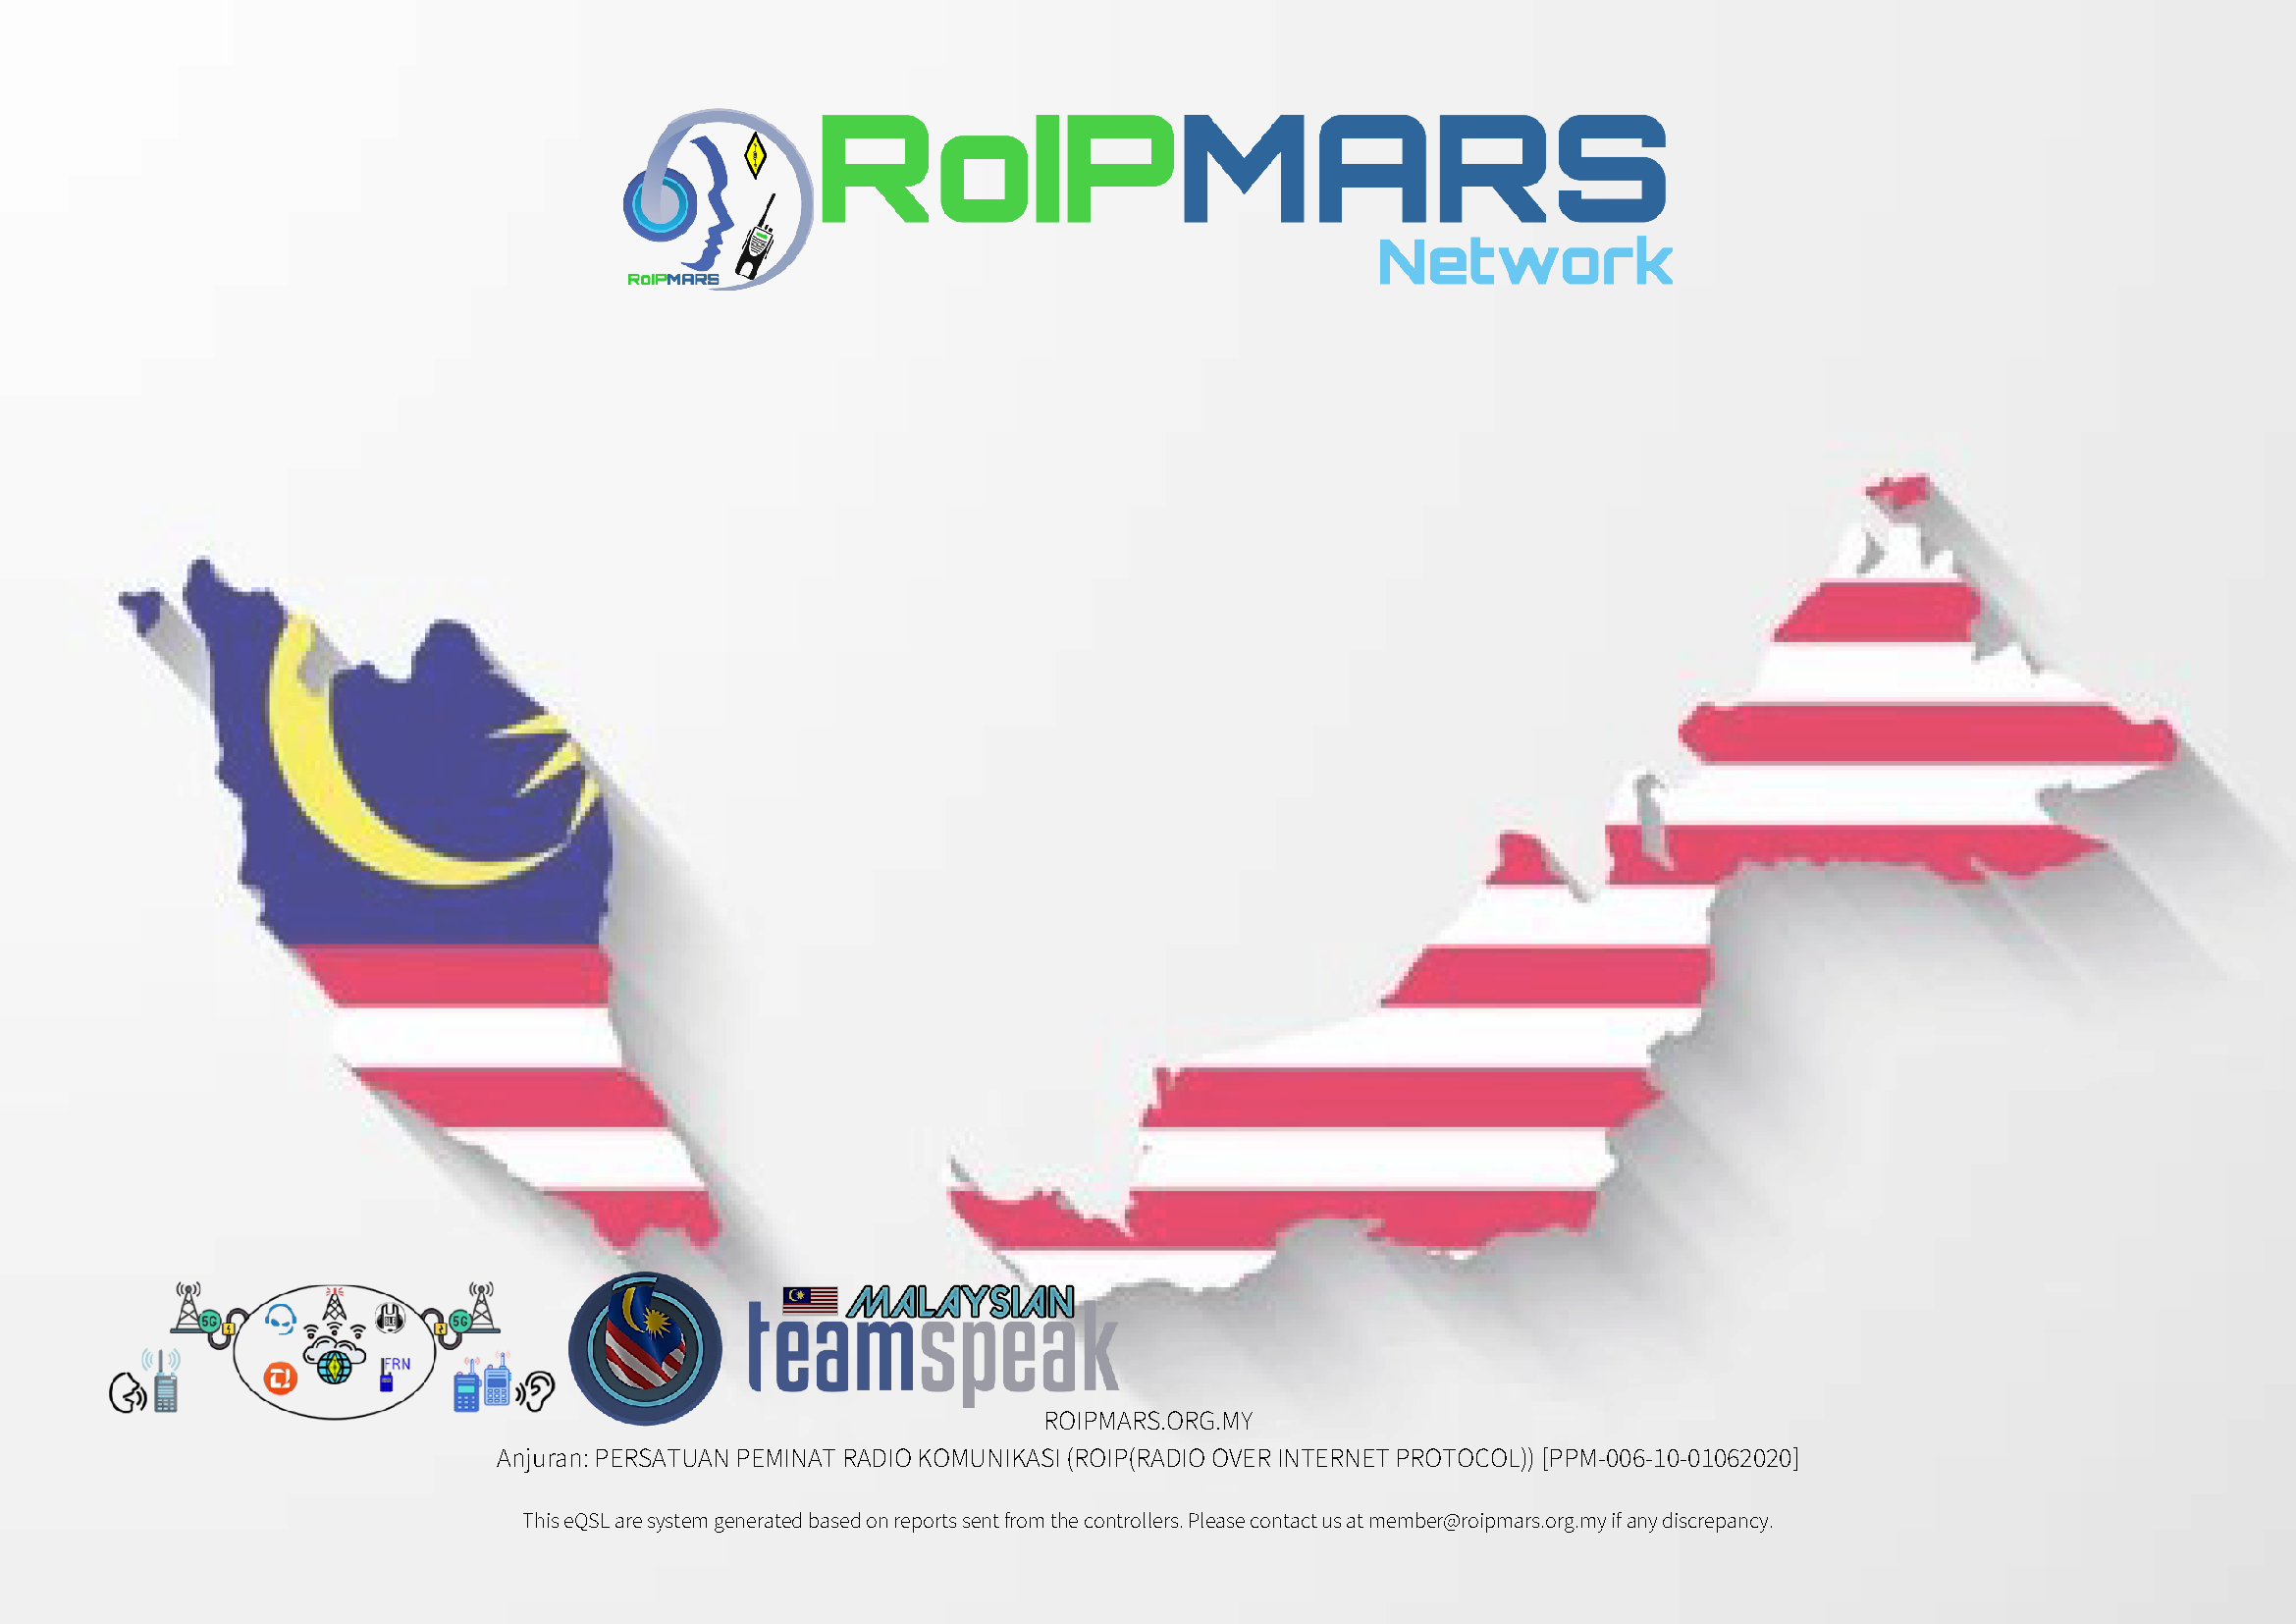 RoIPMARS
Network
RoIPMARS
MALAYSIAN
teamspeak
5G
5G
FRN
ROIPMARS.ORG.MY
Anjuran: PERSATUAN PEMINAT RADIO KOMUNIKASI (ROIP(RADIO OVER INTERNET PROTOCOL)) [PPM-006-10-01062020]
This eQSL are system generated based on reports sent from the controllers. Please contact us at member@roipmars.org.my if any discrepancy.